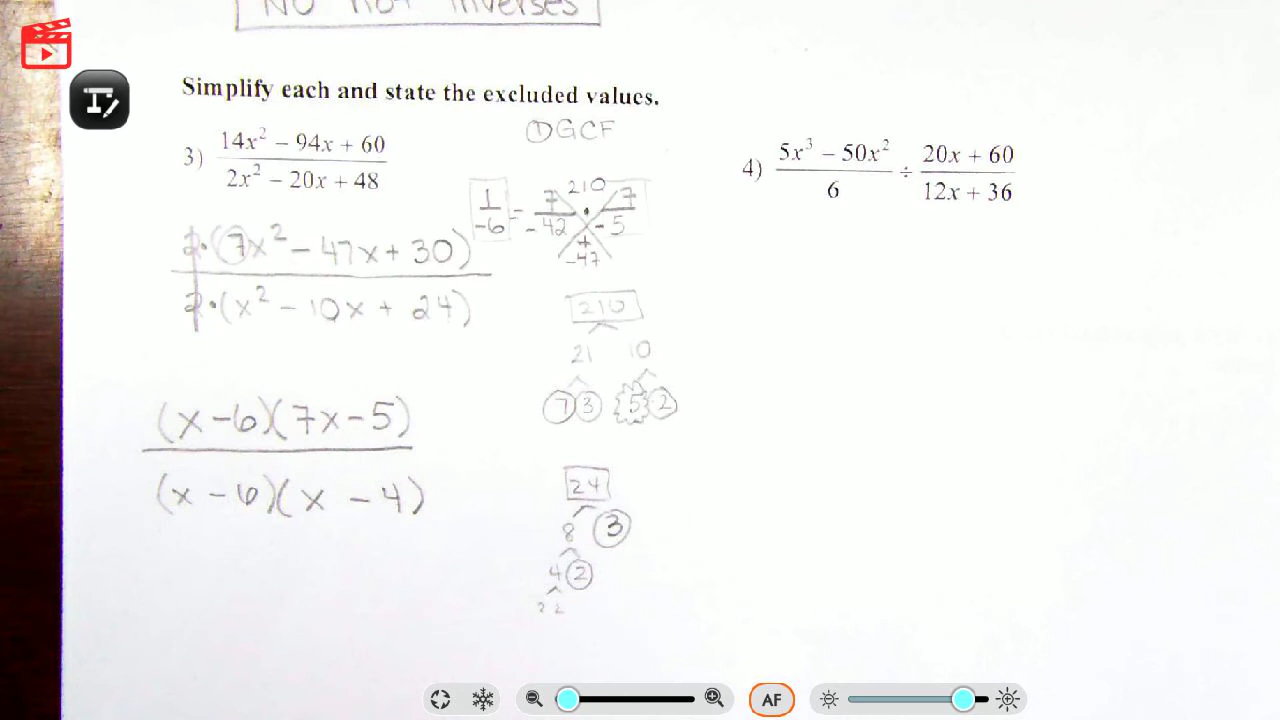 No not inverses
Simplify each and state the excluded values.
① GCF
3) (14x² − 94x + 60)/(2x² − 20x + 48)
4) (5x³ − 50x²)/6 ÷ (20x + 60)/(12x + 36)
210
1/-6 = 7/-42 · 7/-5
+
-47
2·(7x² − 47x + 30)
2·(x² − 10x + 24)
210
21 10
7 3 5 2
(x − 6)(7x − 5)
(x − 6)(x − 4)
24
8 3
4 2
2 2
AF